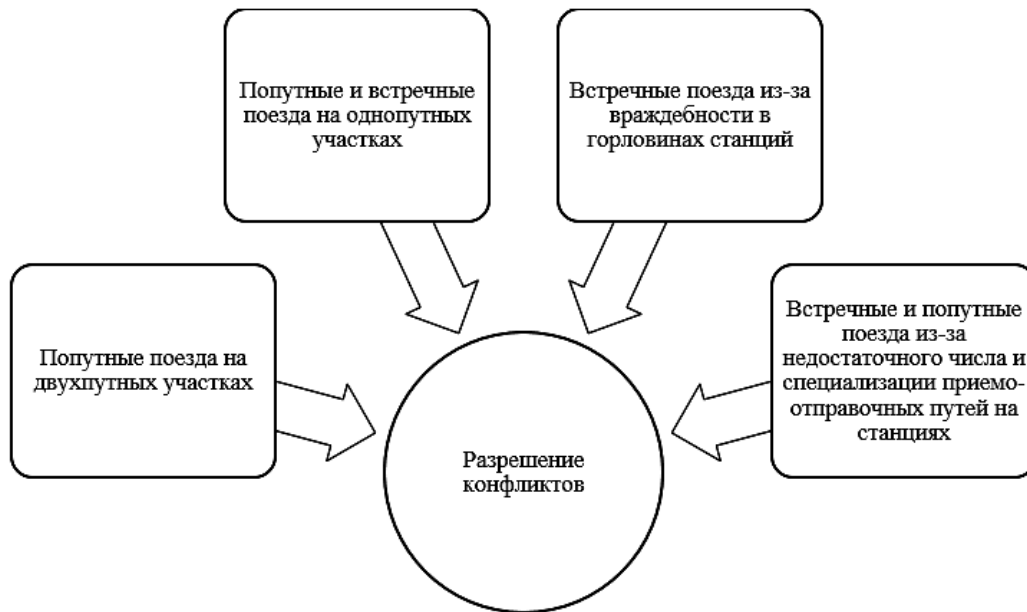 Попутные и встречные
поезда на однопутных
участках
Встречные поезда из-за
враждебности в
горловинах станций
Попутные поезда на
двухпутных участках
Встречные и попутные
поезда из-за
недостаточного числа и
специализации приемо-
отправочных путей на
станциях
Разрешение
конфликтов